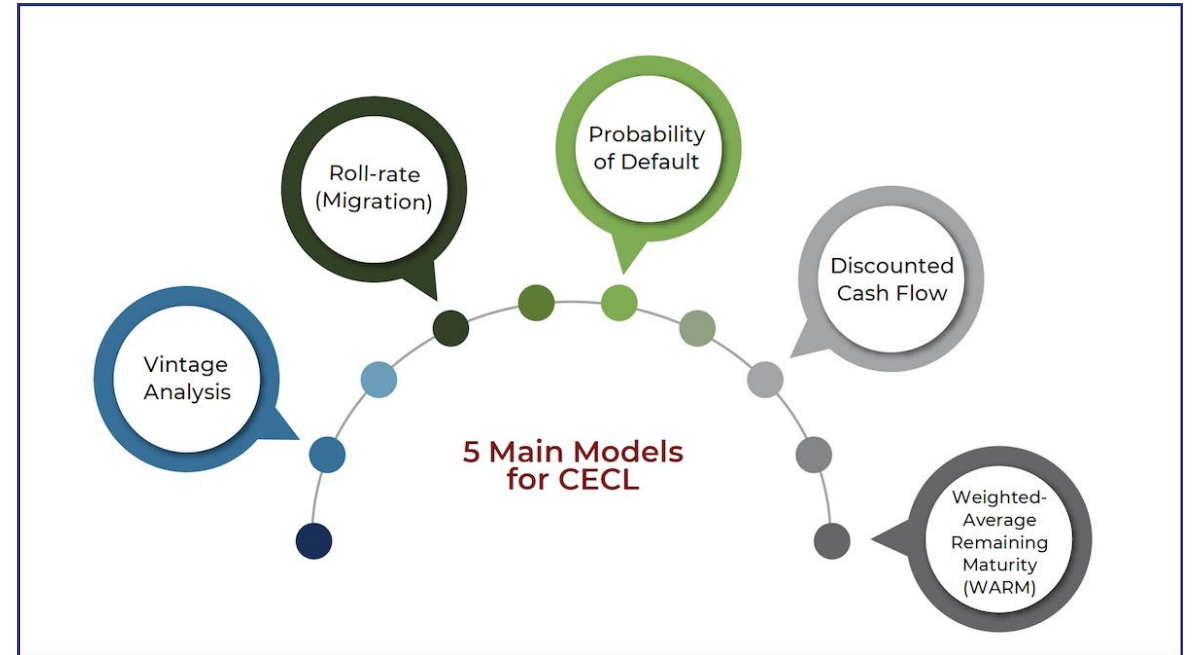 Probability
of Default
Roll-rate
(Migration)
Discounted
Cash Flow
Vintage
Analysis
5 Main Models
for CECL
Weighted-
Average
Remaining
Maturity
(WARM)